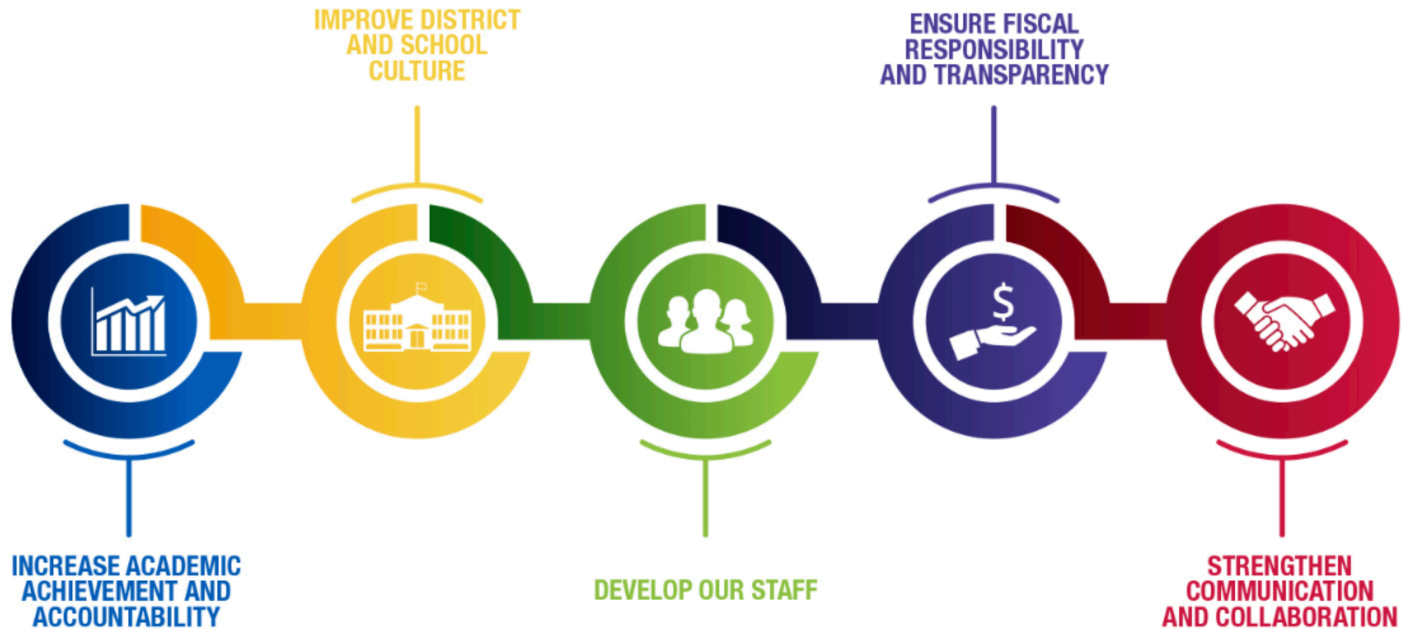 IMPROVE DISTRICT
AND SCHOOL
CULTURE
ENSURE FISCAL
RESPONSIBILITY
AND TRANSPARENCY
$
INCREASE ACADEMIC
ACHIEVEMENT AND
ACCOUNTABILITY
DEVELOP OUR STAFF
STRENGTHEN
COMMUNICATION
AND COLLABORATION